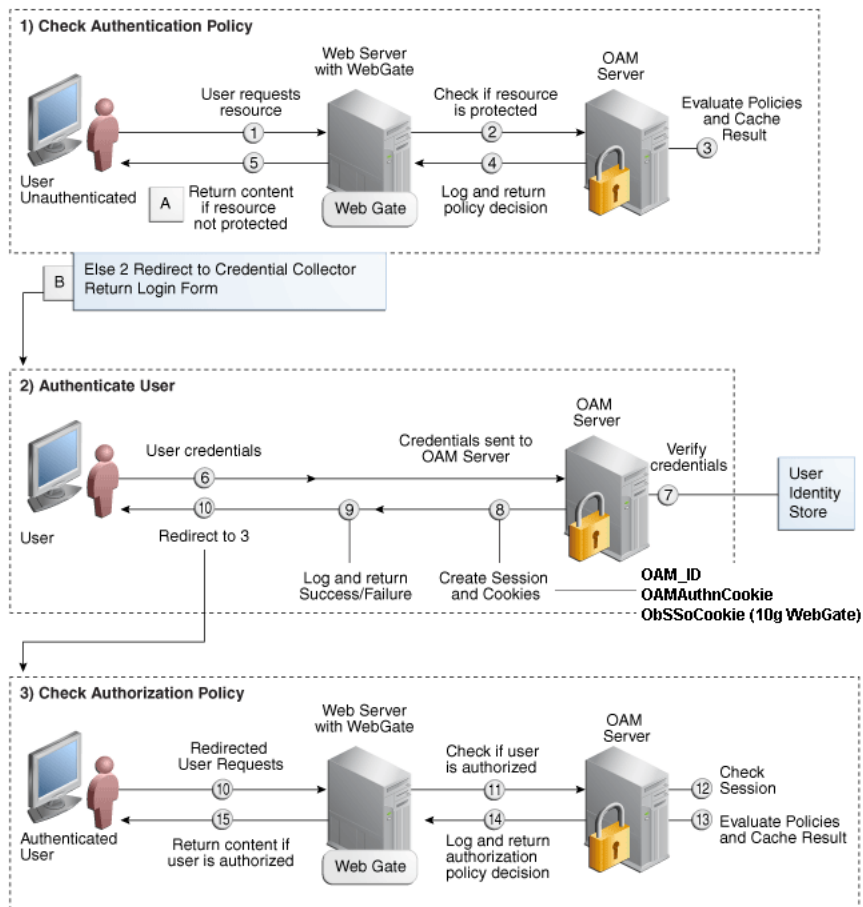 1) Check Authentication Policy
Web Server
with WebGate
OAM
Server
User requests
resource
1
Check if resource
is protected
2
Evaluate Policies
and Cache
Result
3
5
4
User
Unauthenticated
A
Return content
if resource
not protected
Web Gate
Log and return
policy decision
B
Else 2 Redirect to Credential Collector
Return Login Form
2) Authenticate User
OAM
Server
User credentials
6
Credentials sent to
OAM Server
Verify
credentials
7
User
Identity
Store
10
9
8
User
Redirect to 3
Log and return
Success/Failure
Create Session
and Cookies
OAM_ID
OAMAuthnCookie
ObSSoCookie (10g WebGate)
3) Check Authorization Policy
Web Server
with WebGate
OAM
Server
Redirected
User Requests
10
Check if user
is authorized
11
12
Check
Session
15
14
13
Evaluate Policies
and Cache Result
Authenticated
User
Return content if
user is authorized
Web Gate
Log and return
authorization
policy decision